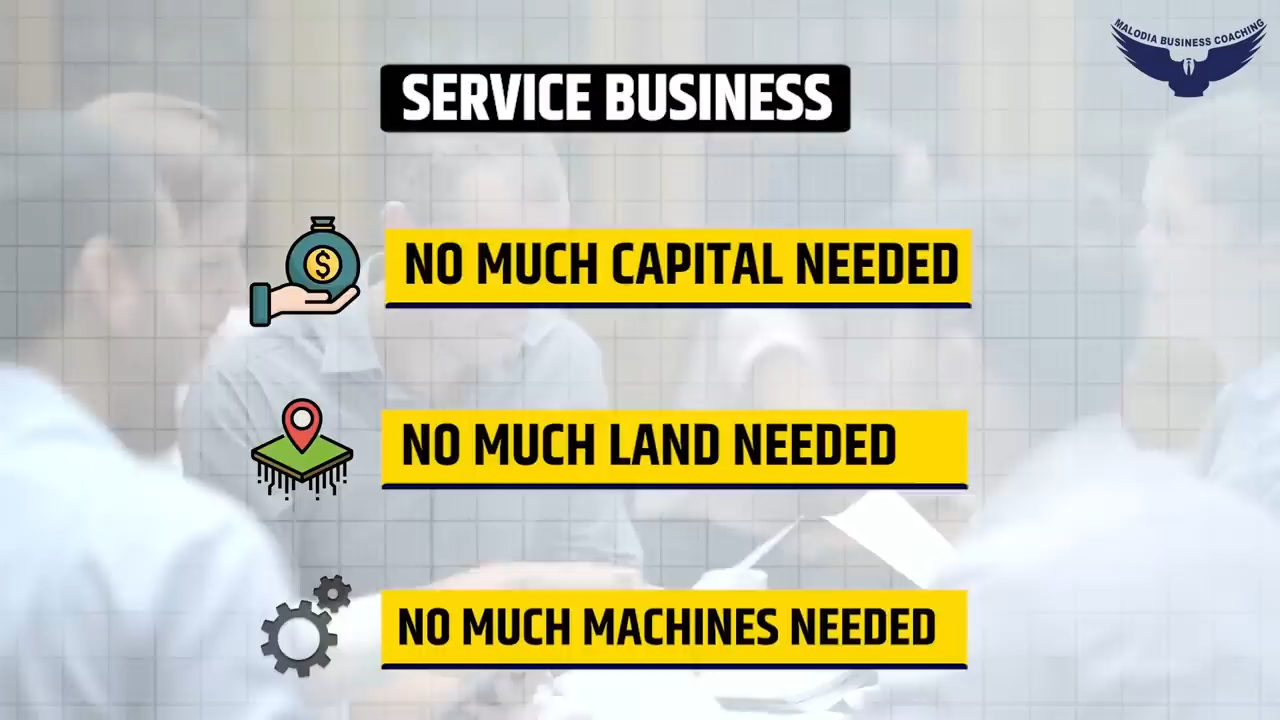 MALODIA BUSINESS COACHING
SERVICE BUSINESS
$
NO MUCH CAPITAL NEEDED
NO MUCH LAND NEEDED
NO MUCH MACHINES NEEDED